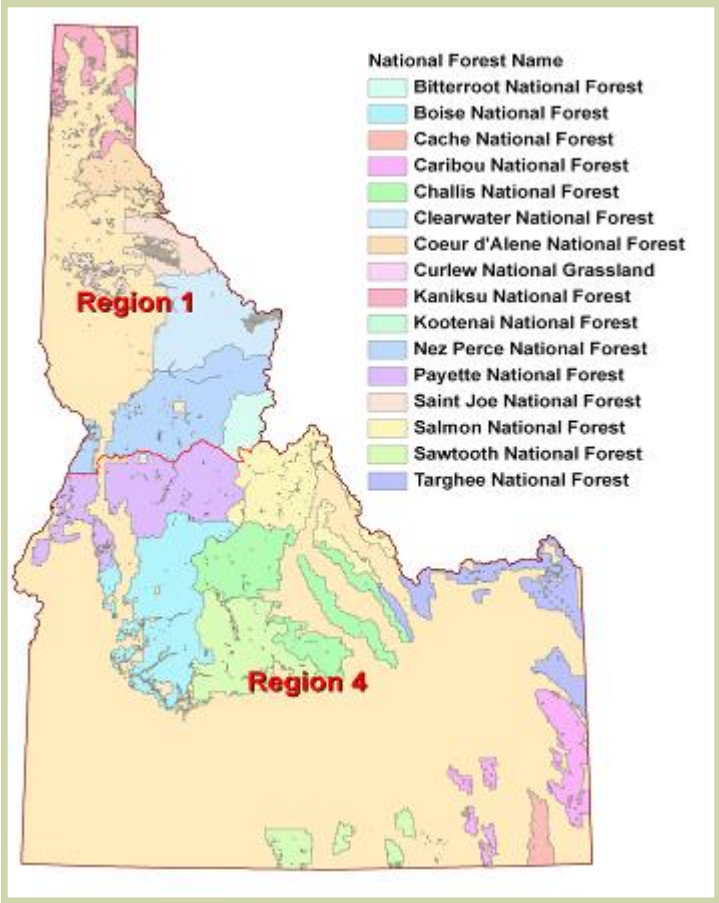 National Forest Name
Bitterroot National Forest
Boise National Forest
Cache National Forest
Caribou National Forest
Challis National Forest
Clearwater National Forest
Coeur d'Alene National Forest
Curlew National Grassland
Kaniksu National Forest
Kootenai National Forest
Nez Perce National Forest
Payette National Forest
Saint Joe National Forest
Salmon National Forest
Sawtooth National Forest
Targhee National Forest
Region 1
Region 4